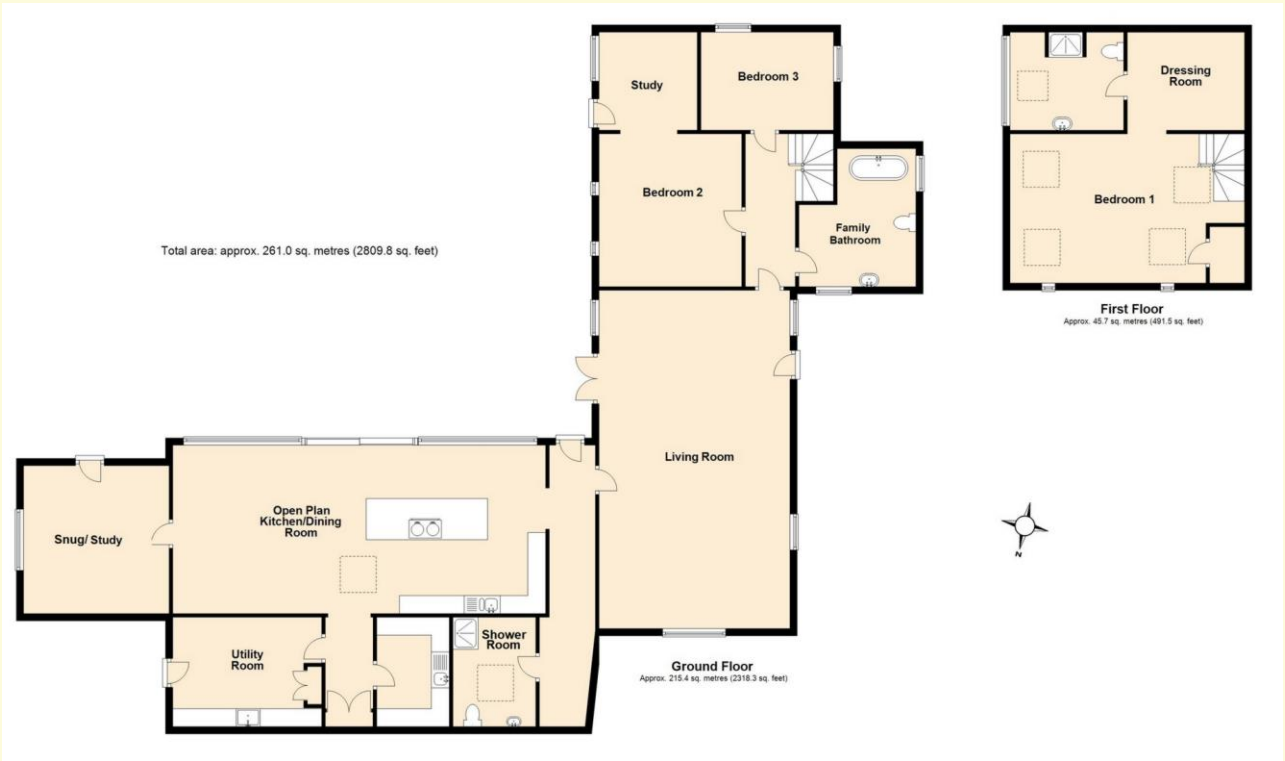 Study
Bedroom 3
Dressing
Room
Bedroom 2
Bedroom 1
Family
Bathroom
Total area: approx. 261.0 sq. metres (2809.8 sq. feet)
First Floor
Approx. 45.7 sq. metres (491.5 sq. feet)
Living Room
Open Plan
Kitchen/Dining
Room
Snug/ Study
N
Shower
Room
Utility
Room
Ground Floor
Approx. 215.4 sq. metres (2318.3 sq. feet)